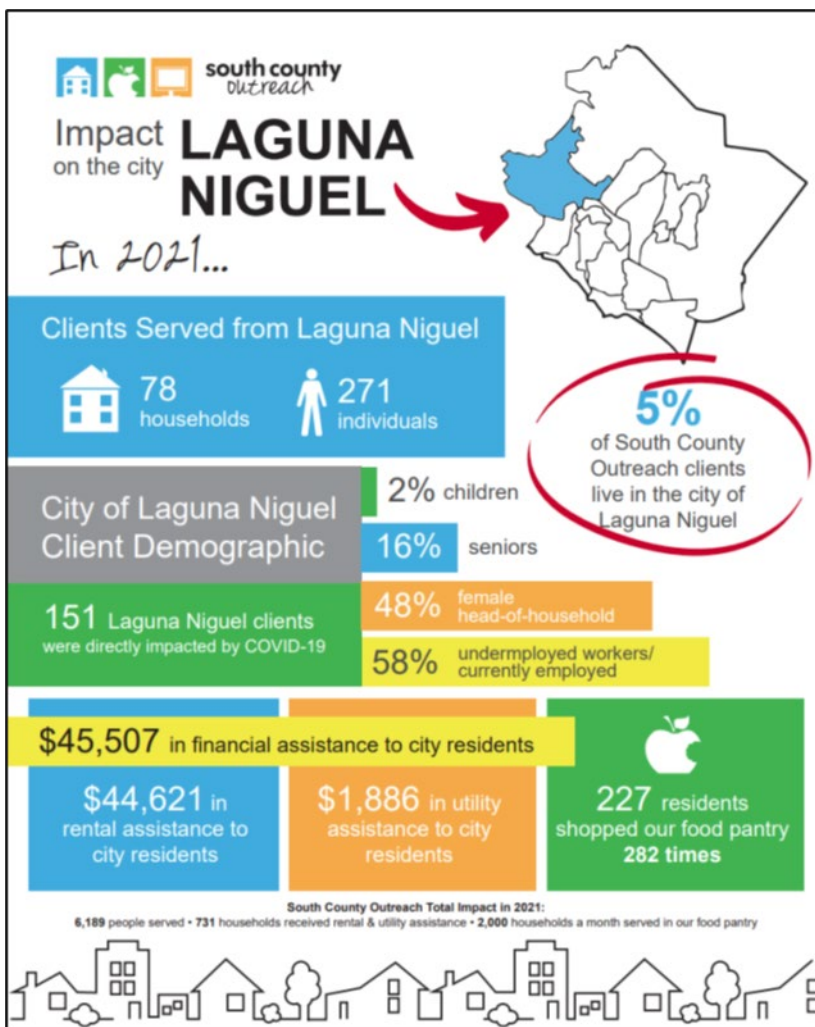 south county
outreach
Impact
on the city
LAGUNA
NIGUEL
In 2021...
Clients Served from Laguna Niguel
78
households
271
individuals
5%
of South County
Outreach clients
live in the city of
Laguna Niguel
City of Laguna Niguel
Client Demographic
2% children
16% seniors
48% female
head-of-household
58% undermployed workers/
currently employed
151 Laguna Niguel clients
were directly impacted by COVID-19
$45,507 in financial assistance to city residents
$44,621 in
rental assistance to
city residents
$1,886 in utility
assistance to city
residents
227 residents
shopped our food pantry
282 times
South County Outreach Total Impact in 2021:
6,189 people served • 731 households received rental & utility assistance • 2,000 households a month served in our food pantry